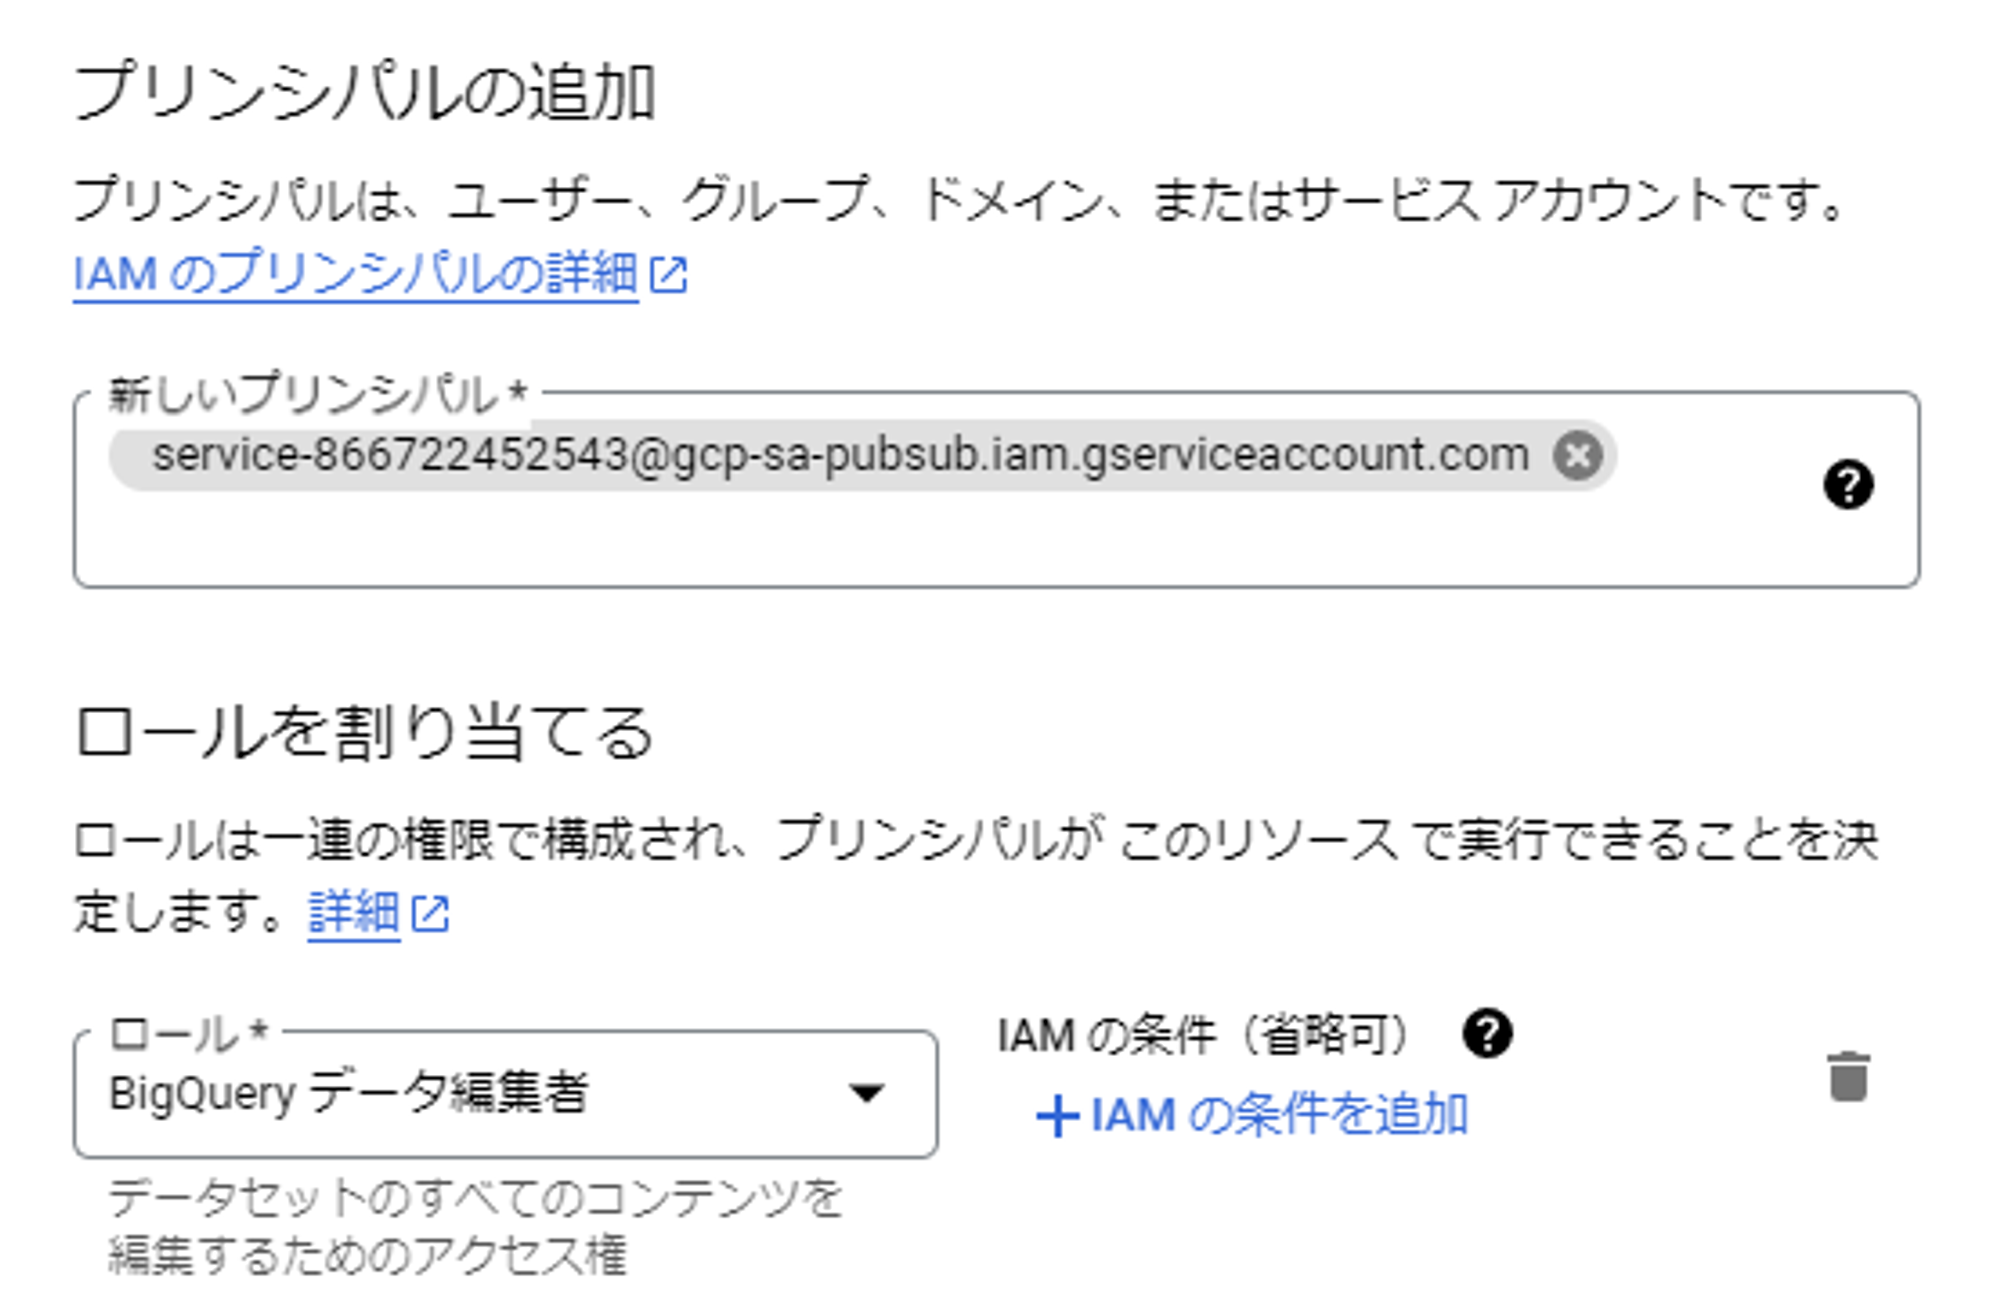 プリンシパルの追加
プリンシパルは、ユーザー、グループ、ドメイン、またはサービス アカウントです。
IAM のプリンシパルの詳細
新しいプリンシパル *
service-866722452543@gcp-sa-pubsub.iam.gserviceaccount.com
ロールを割り当てる
ロールは一連の権限で構成され、プリンシパルが このリソース で実行できることを決
定します。詳細
ロール *
BigQuery データ編集者
IAM の条件（省略可）
+ IAM の条件を追加
データセットのすべてのコンテンツを
編集するためのアクセス権